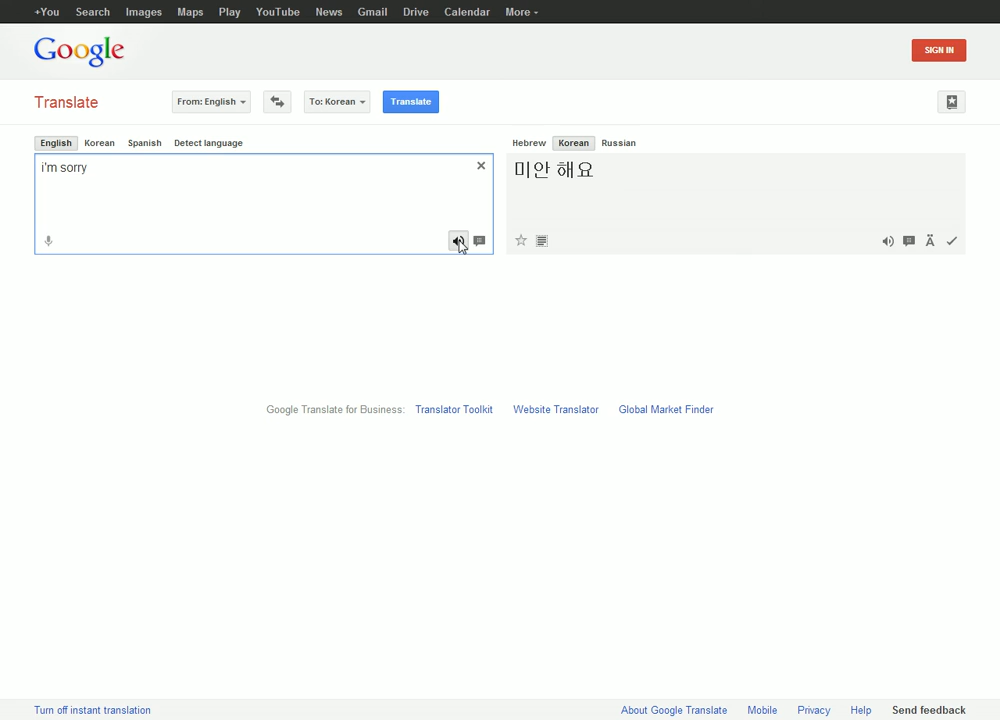 +You Search Images Maps Play YouTube News Gmail Drive Calendar More
Google
SIGN IN
Translate
From: English
To: Korean
Translate
English Korean Spanish Detect language
Hebrew Korean Russian
i'm sorry
미안 해요
Ä
Google Translate for Business: Translator Toolkit Website Translator Global Market Finder
Turn off instant translation
About Google Translate Mobile Privacy Help Send feedback